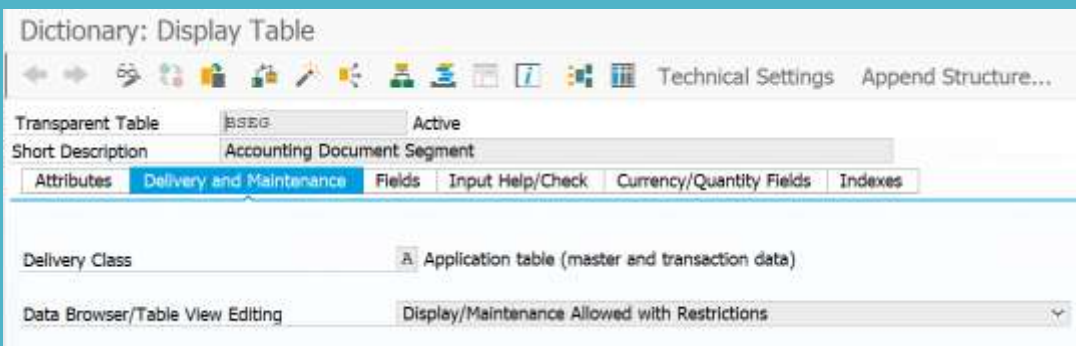 Dictionary: Display Table
Technical Settings Append Structure...
Transparent Table BSEG Active
Short Description Accounting Document Segment
Attributes Delivery and Maintenance Fields Input Help/Check Currency/Quantity Fields Indexes
Delivery Class A Application table (master and transaction data)
Data Browser/Table View Editing Display/Maintenance Allowed with Restrictions